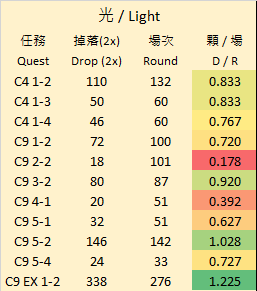 光 / Light
任務 掉落(2x) 場次 顆 / 場
Quest Drop (2x) Round D / R
C4 1-2 110 132 0.833
C4 1-3 50 60 0.833
C4 1-4 46 60 0.767
C9 1-2 72 100 0.720
C9 2-2 18 101 0.178
C9 3-2 80 87 0.920
C9 4-1 20 51 0.392
C9 5-1 32 51 0.627
C9 5-2 146 142 1.028
C9 5-4 24 33 0.727
C9 EX 1-2 338 276 1.225